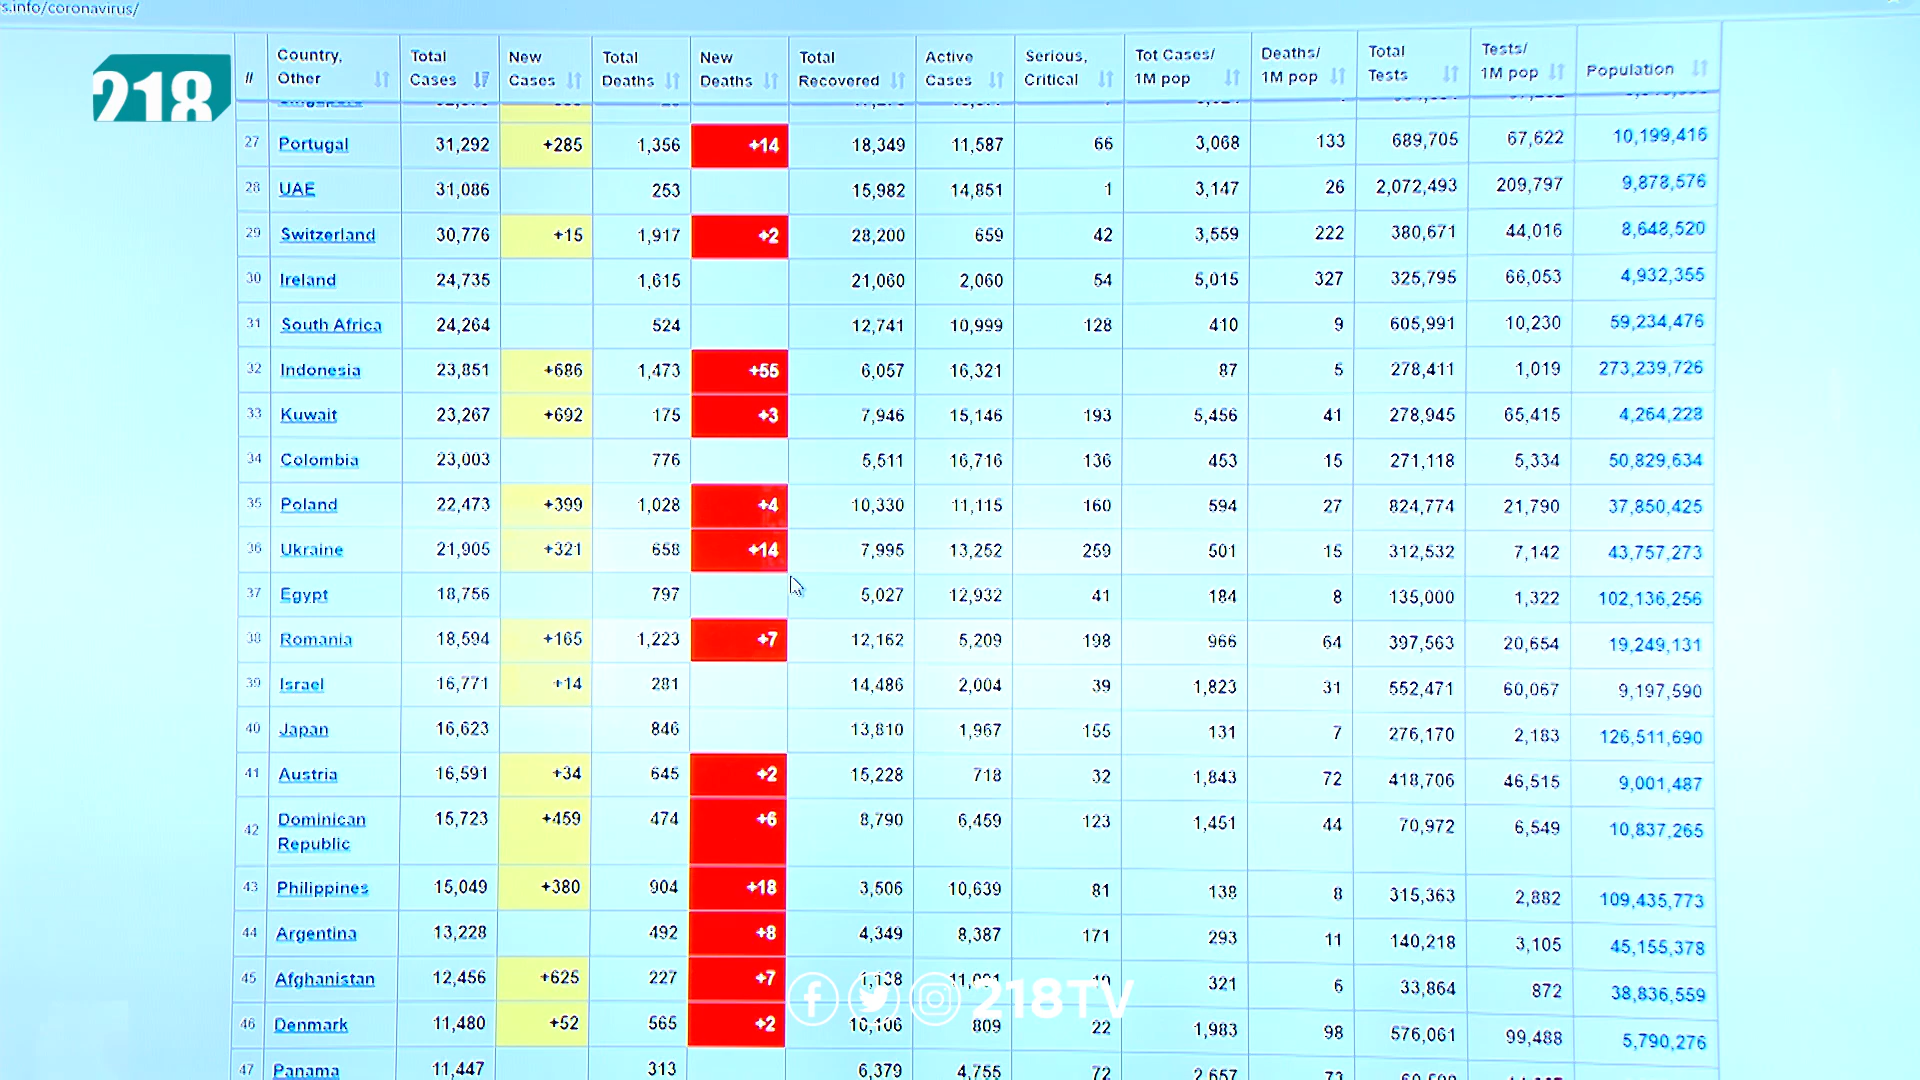 s.info/coronavirus/
218
# Country, Other Total Cases New Cases Total Deaths New Deaths Total Recovered Active Cases Serious, Critical Tot Cases/ 1M pop Deaths/ 1M pop Total Tests Tests/ 1M pop Population
27 Portugal 31,292 +285 1,356 +14 18,349 11,587 66 3,068 133 689,705 67,622 10,199,416
28 UAE 31,086 253 15,982 14,851 1 3,147 26 2,072,493 209,797 9,878,576
29 Switzerland 30,776 +15 1,917 +2 28,200 659 42 3,559 222 380,671 44,016 8,648,520
30 Ireland 24,735 1,615 21,060 2,060 54 5,015 327 325,795 66,053 4,932,355
31 South Africa 24,264 524 12,741 10,999 128 410 9 605,991 10,230 59,234,476
32 Indonesia 23,851 +686 1,473 +55 6,057 16,321 87 5 278,411 1,019 273,239,726
33 Kuwait 23,267 +692 175 +3 7,946 15,146 193 5,456 41 278,945 65,415 4,264,228
34 Colombia 23,003 776 5,511 16,716 136 453 15 271,118 5,334 50,829,634
35 Poland 22,473 +399 1,028 +4 10,330 11,115 160 594 27 824,774 21,790 37,850,425
36 Ukraine 21,905 +321 658 +14 7,995 13,252 259 501 15 312,532 7,142 43,757,273
37 Egypt 18,756 797 5,027 12,932 41 184 8 135,000 1,322 102,136,256
38 Romania 18,594 +165 1,223 +7 12,162 5,209 198 966 64 397,563 20,654 19,249,131
39 Israel 16,771 +14 281 14,486 2,004 39 1,823 31 552,471 60,067 9,197,590
40 Japan 16,623 846 13,810 1,967 155 131 7 276,170 2,183 126,511,690
41 Austria 16,591 +34 645 +2 15,228 718 32 1,843 72 418,706 46,515 9,001,487
42 Dominican Republic 15,723 +459 474 +6 8,790 6,459 123 1,451 44 70,972 6,549 10,837,265
43 Philippines 15,049 +380 904 +18 3,506 10,639 81 138 8 315,363 2,882 109,435,773
44 Argentina 13,228 492 +8 4,349 8,387 171 293 11 140,218 3,105 45,155,378
45 Afghanistan 12,456 +625 227 +7 1,138 321 6 33,864 872 38,836,559
218TV
46 Denmark 11,480 +52 565 +2 10,106 809 22 1,983 98 576,061 99,488 5,790,276
47 Panama 11,447 313 6,379 4,755 72 2,657 73